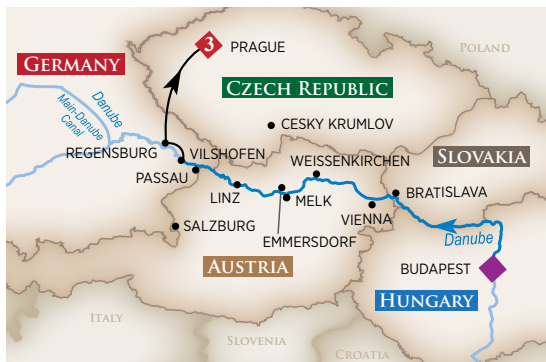 3
PRAGUE
POLAND
GERMANY
CZECH REPUBLIC
Danube
Main-Danube
Canal
CESKY KRUMLOV
REGENSBURG
VILSHOFEN
WEISSENKIRCHEN
SLOVAKIA
PASSAU
LINZ
MELK
BRATISLAVA
VIENNA
SALZBURG
EMMERSDORF
Danube
AUSTRIA
BUDAPEST
HUNGARY
ITALY
SLOVENIA
CROATIA